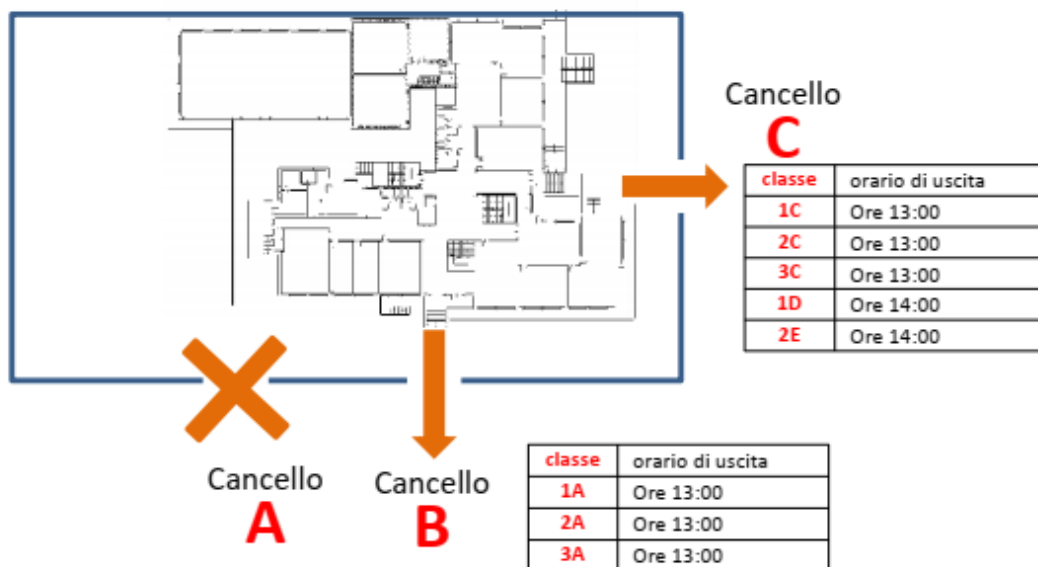 Cancello
C
classe orario di uscita
1C Ore 13:00
2C Ore 13:00
3C Ore 13:00
1D Ore 14:00
2E Ore 14:00
Cancello
A
Cancello
B
classe orario di uscita
1A Ore 13:00
2A Ore 13:00
3A Ore 13:00